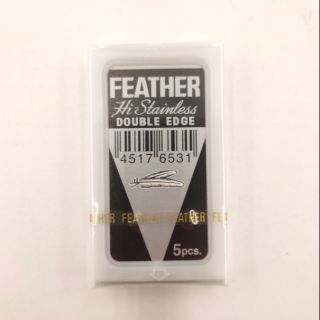 FEATHER
Hi Stainless
DOUBLE EDGE
4517 6531
FEATHER FEATHER
5pcs.